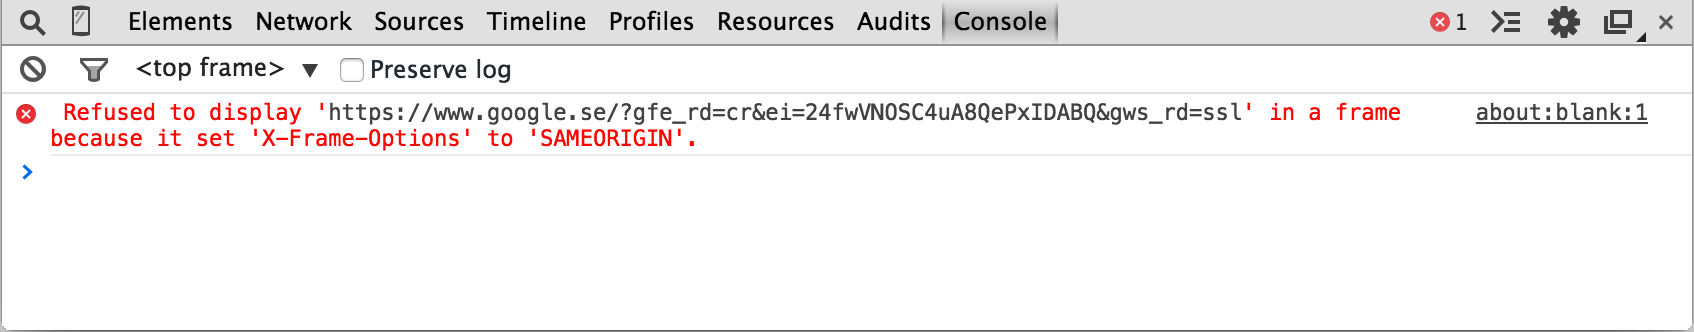 Elements Network Sources Timeline Profiles Resources Audits Console 1
<top frame> Preserve log
Refused to display 'https://www.google.se/?gfe_rd=cr&ei=24fwVNOSC4uA8QePxIDABQ&gws_rd=ssl' in a frame about:blank:1
because it set 'X-Frame-Options' to 'SAMEORIGIN'.